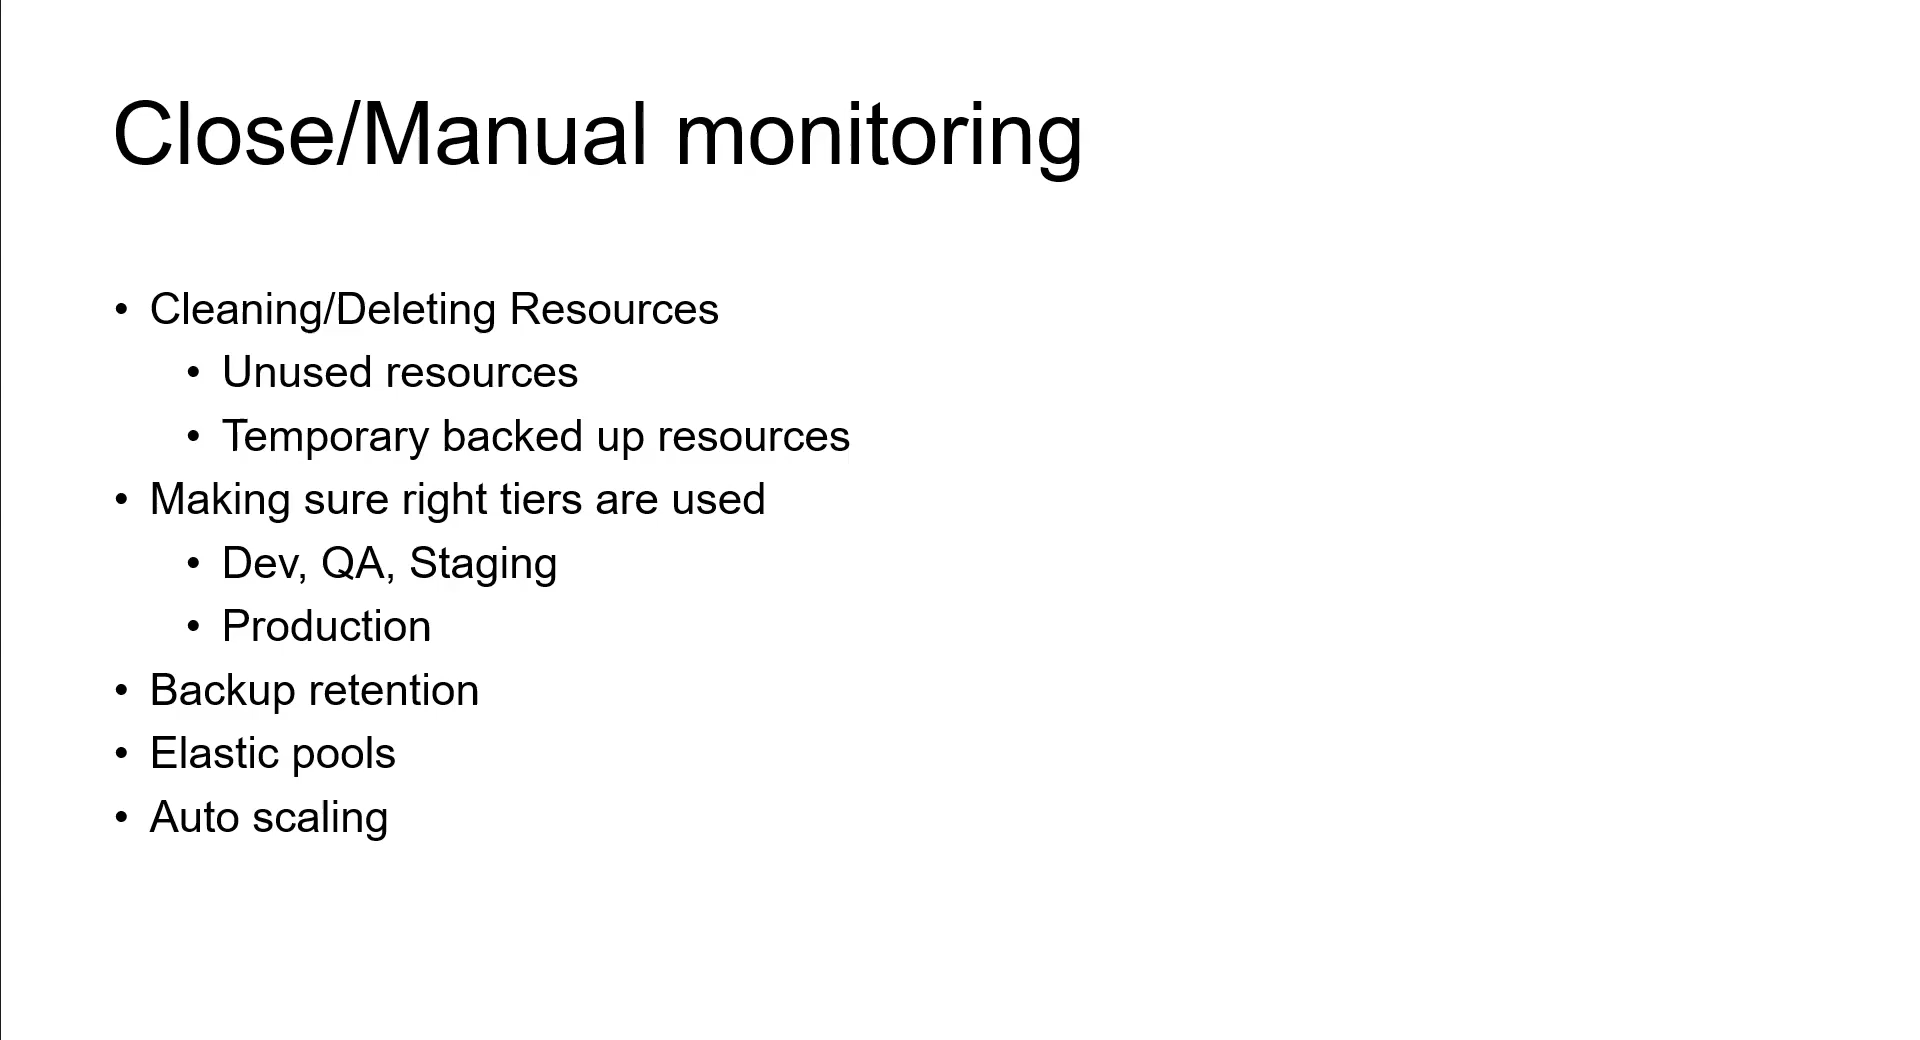 Close/Manual monitoring
• Cleaning/Deleting Resources
• Unused resources
• Temporary backed up resources
• Making sure right tiers are used
• Dev, QA, Staging
• Production
• Backup retention
• Elastic pools
• Auto scaling